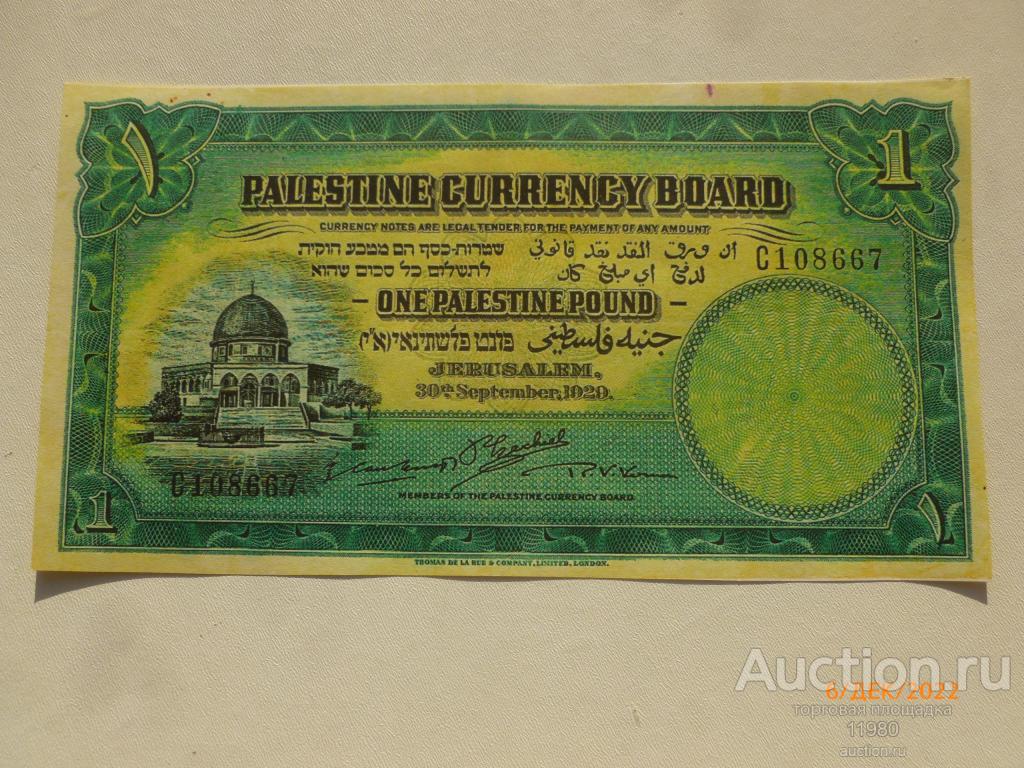 ١
1
PALESTINE CURRENCY BOARD
CURRENCY NOTES ARE LEGAL TENDER FOR THE PAYMENT OF ANY AMOUNT
שטרות-כסף הם מטבע חוקית
לתשלום כל סכום שהוא
ان ورق النقد نقد قانوني
لدفع اي مبلغ كان
C108667
- ONE PALESTINE POUND -
פונט פלשתינאי (א"י)
جنيه فلسطيني
JERUSALEM,
30th September, 1929.
C108667
MEMBERS OF THE PALESTINE CURRENCY BOARD
1
١
THOMAS DE LA RUE & COMPANY, LIMITED, LONDON.
Auction.ru
6/ДЕК/2022
торговая площадка
11980
auction.ru